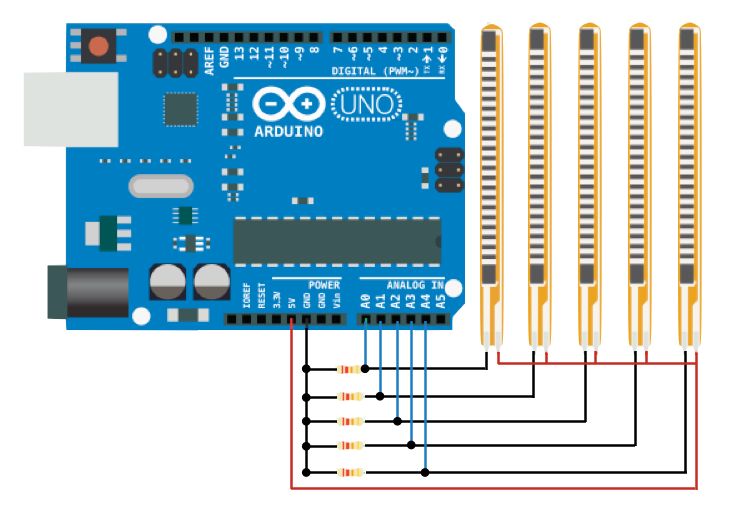 AREF
GND
13
12
~11
~10
~9
8
7
~6
~5
4
~3
2
TX→1
RX←0
DIGITAL (PWM~)
UNO
ARDUINO
POWER
ANALOG IN
IOREF
RESET
3.3V
5V
GND
GND
Vin
A0
A1
A2
A3
A4
A5